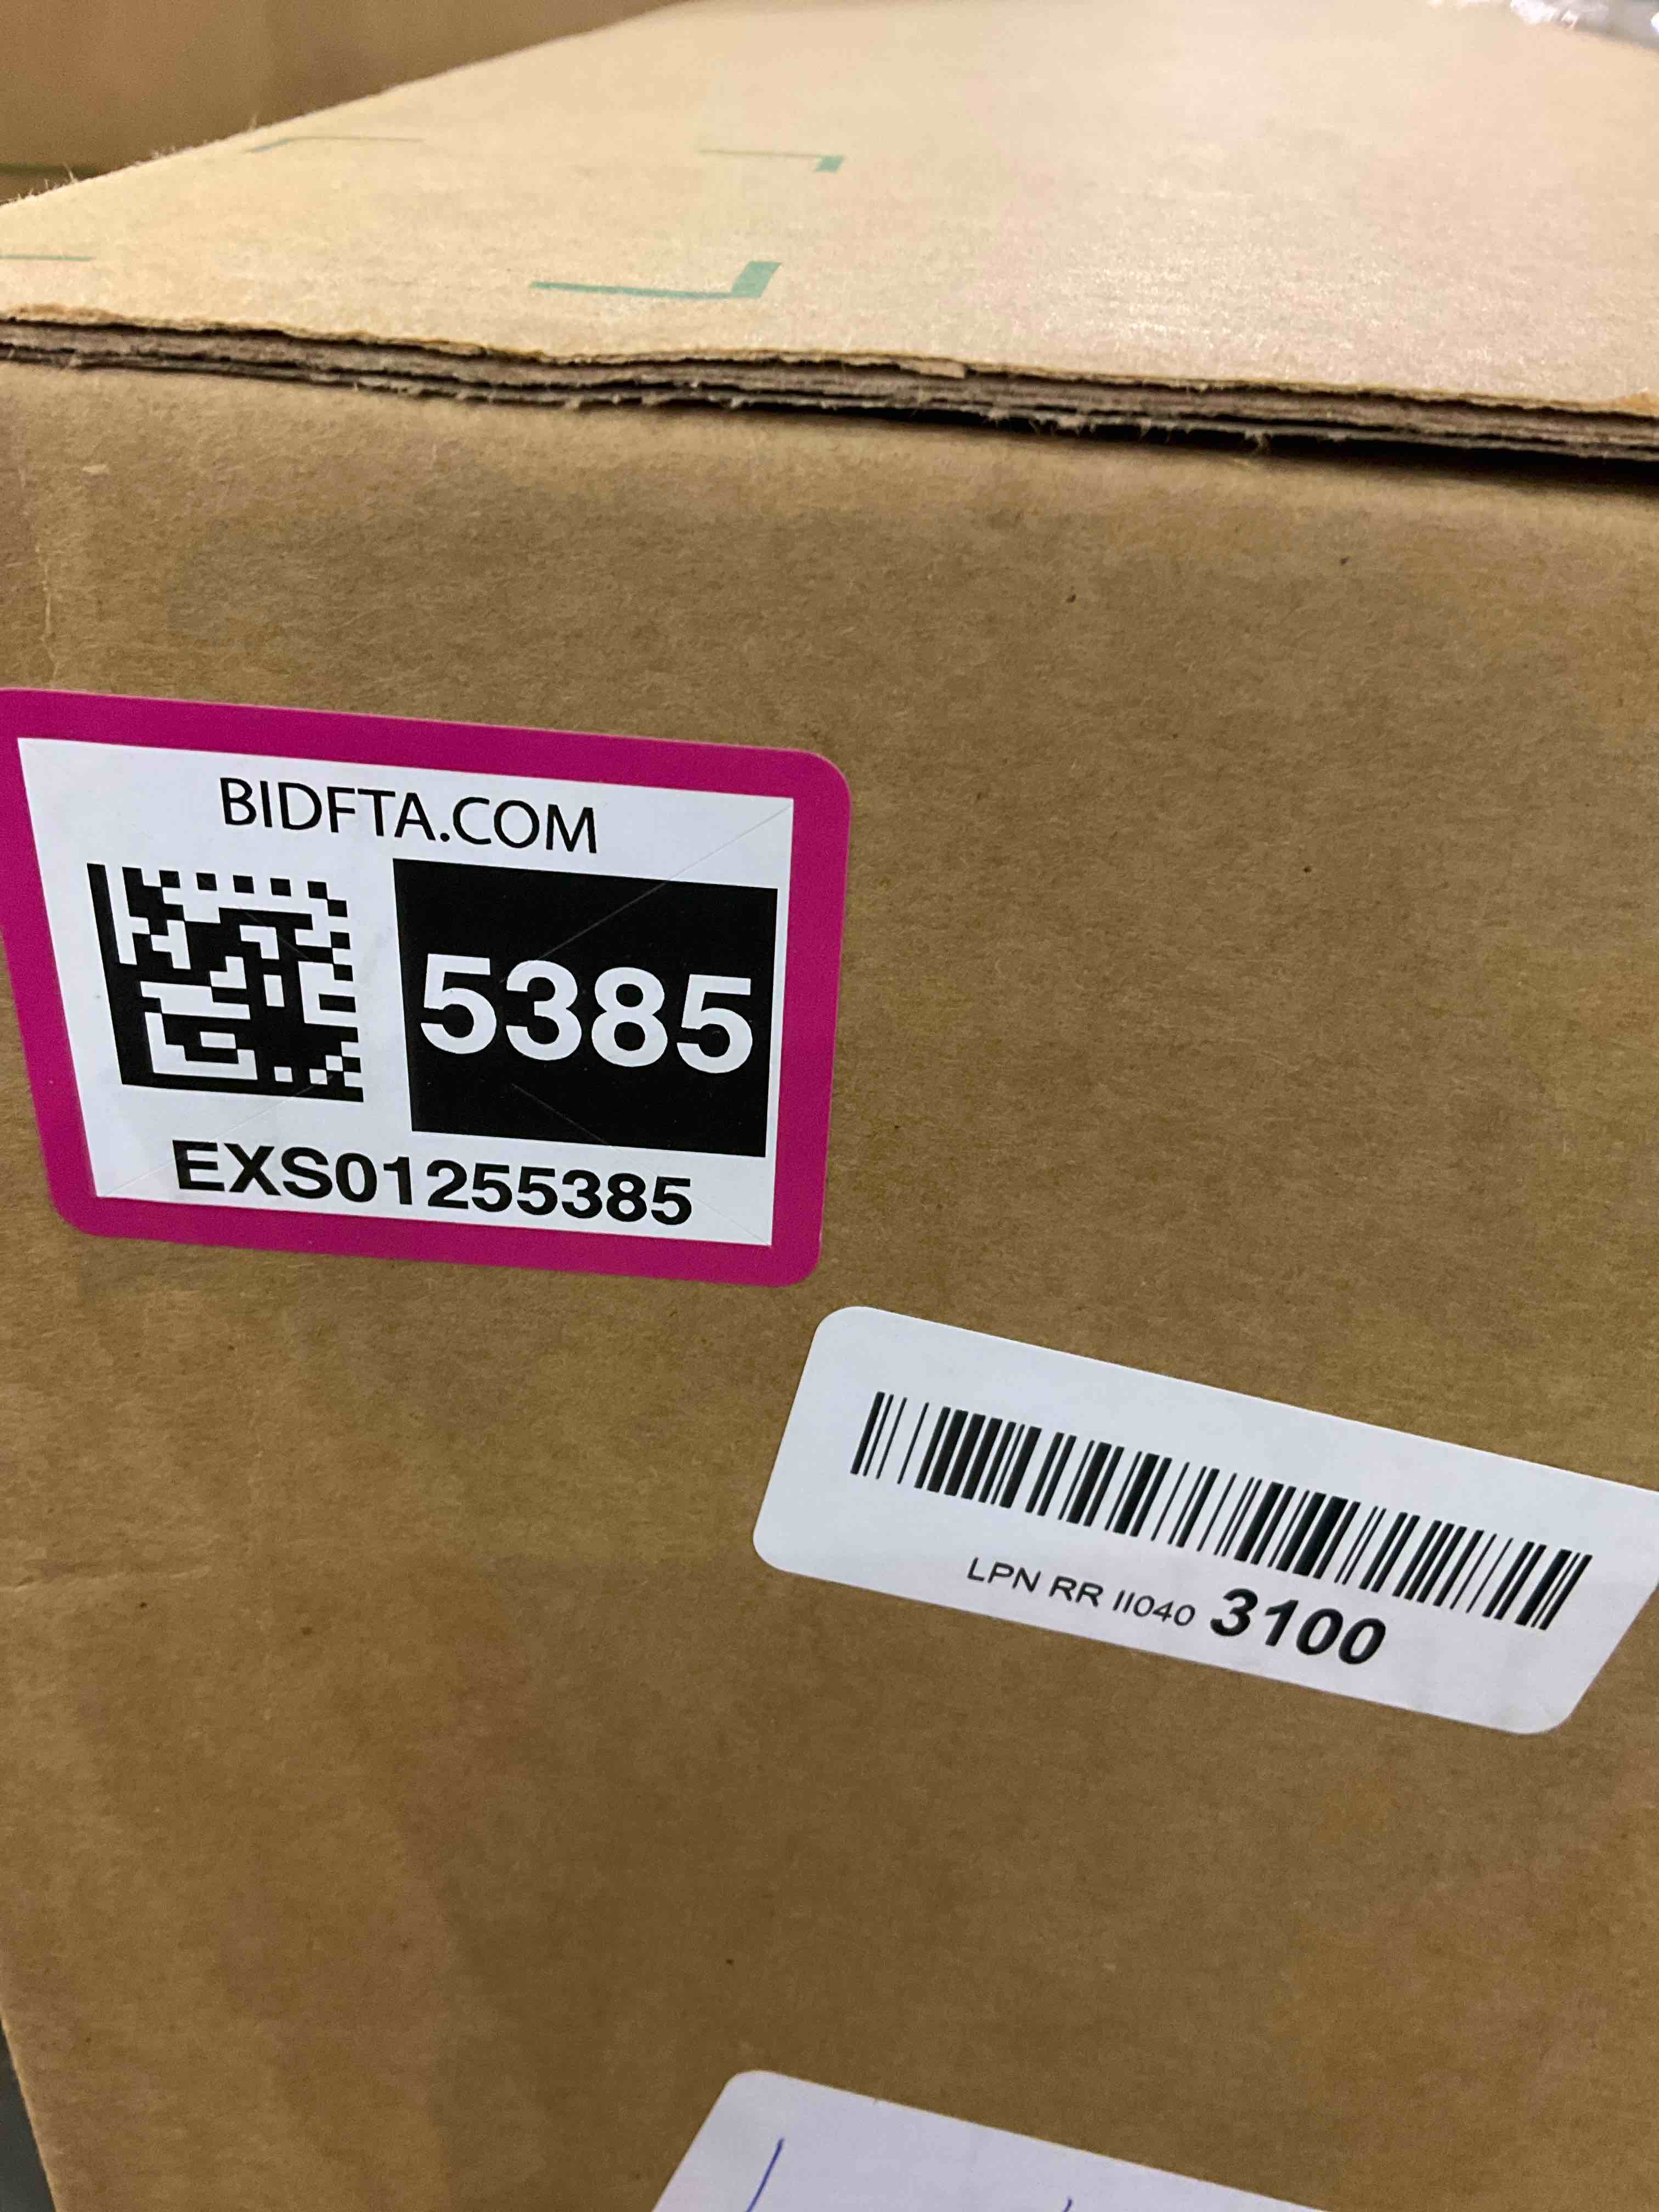 BIDFTA.COM
5385
EXS01255385
LPN RR II040 3100